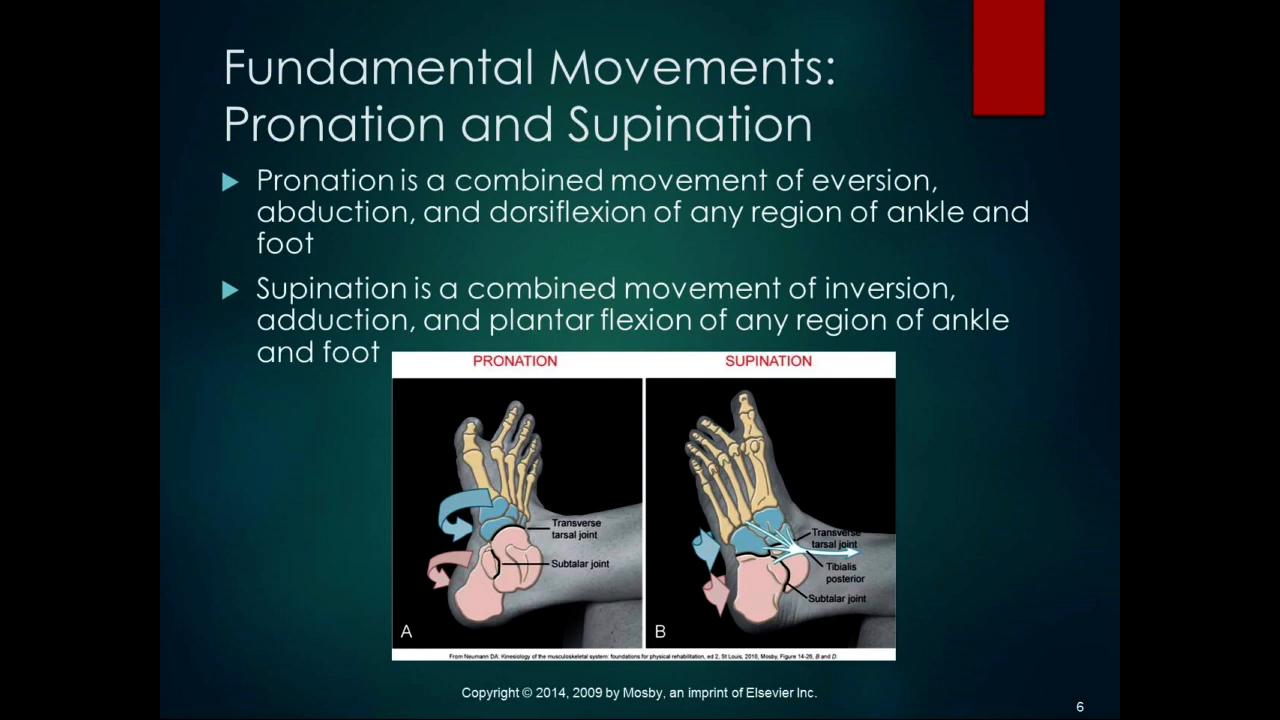 Fundamental Movements:
Pronation and Supination
Pronation is a combined movement of eversion,
abduction, and dorsiflexion of any region of ankle and
foot
Supination is a combined movement of inversion,
adduction, and plantar flexion of any region of ankle
and foot
PRONATION
SUPINATION
Transverse
tarsal joint
Subtalar joint
A
Transverse
tarsal joint
Tibialis
posterior
Subtalar joint
B
From Neumann DA: Kinesiology of the musculoskeletal system: foundations for physical rehabilitation, ed 2, St Louis, 2010, Mosby, Figure 14-26, B and D.
Copyright © 2014, 2009 by Mosby, an imprint of Elsevier Inc.
6